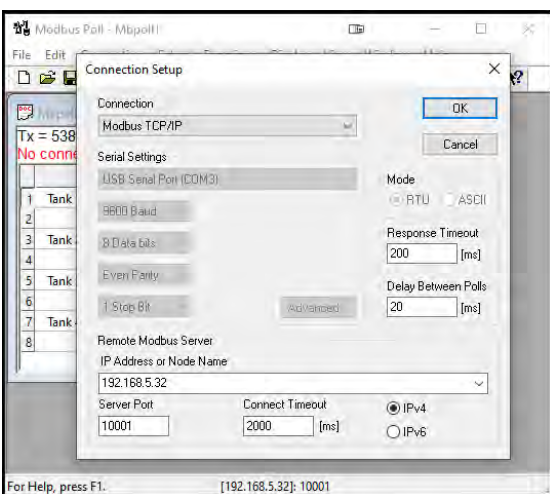 Modbus Poll - Mbpoll1
File Edit
Connection Setup
Tx = 538
No conne
1 Tank
2
3 Tank
4
5 Tank
6
7 Tank
8
Connection
Modbus TCP/IP
OK
Cancel
Serial Settings
USB Serial Port (COM3)
9600 Baud
8 Data bits
Even Parity
1 Stop Bit
Advanced...
Mode
RTU ASCII
Response Timeout
200 [ms]
Delay Between Polls
20 [ms]
Remote Modbus Server
IP Address or Node Name
192.168.5.32
Server Port
10001
Connect Timeout
2000 [ms]
IPv4
IPv6
For Help, press F1. [192.168.5.32]: 10001